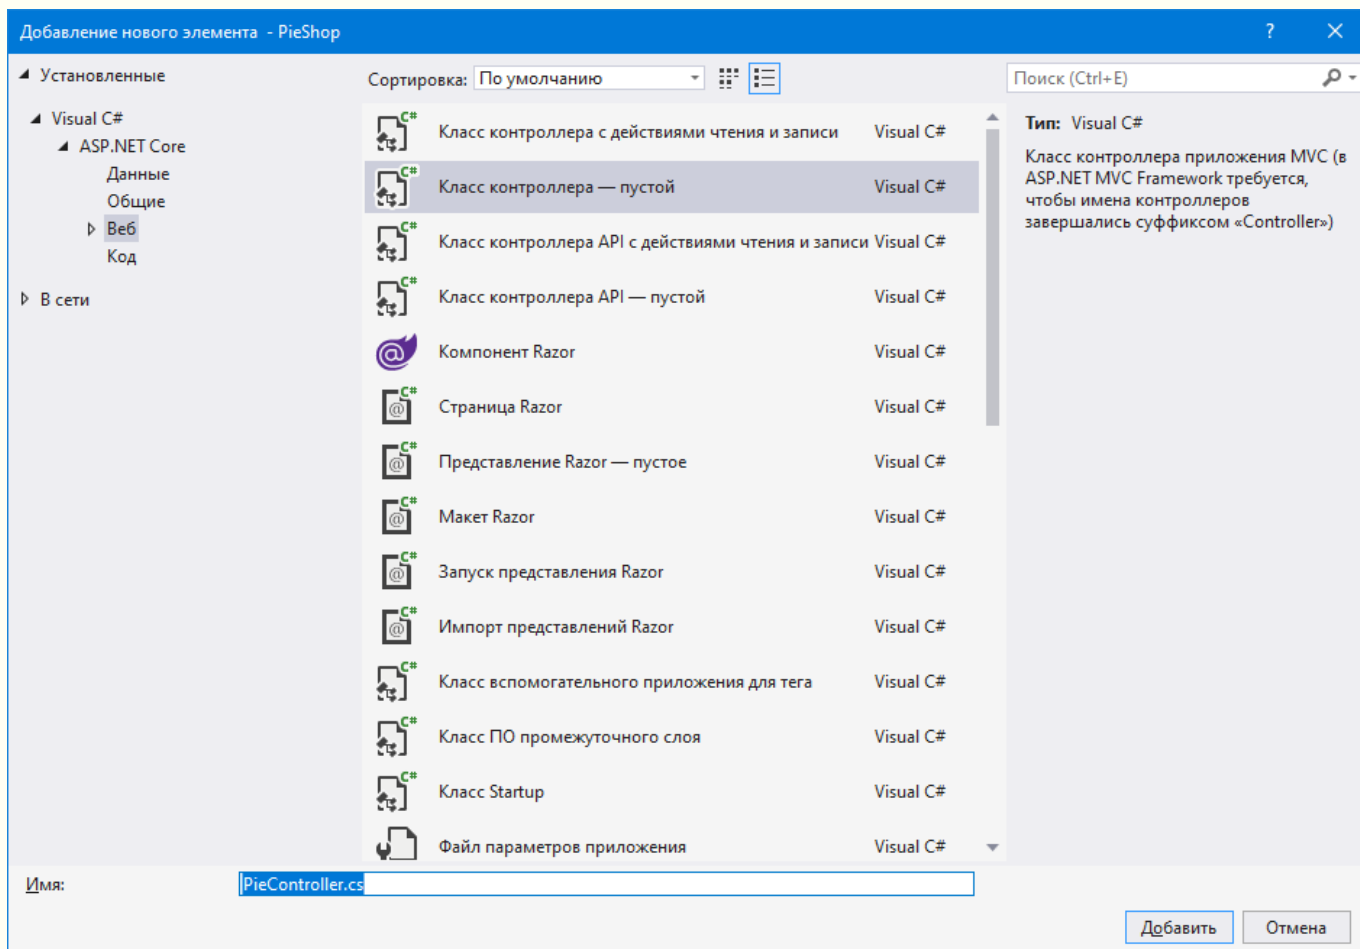 Добавление нового элемента - PieShop
?
Установленные
Visual C#
ASP.NET Core
Данные
Общие
Веб
Код
В сети
Сортировка: По умолчанию
Класс контроллера с действиями чтения и записи Visual C#
Класс контроллера — пустой Visual C#
Класс контроллера API с действиями чтения и записи Visual C#
Класс контроллера API — пустой Visual C#
Компонент Razor Visual C#
Страница Razor Visual C#
Представление Razor — пустое Visual C#
Макет Razor Visual C#
Запуск представления Razor Visual C#
Импорт представлений Razor Visual C#
Класс вспомогательного приложения для тега Visual C#
Класс ПО промежуточного слоя Visual C#
Класс Startup Visual C#
Файл параметров приложения Visual C#
Поиск (Ctrl+E)
Тип: Visual C#
Класс контроллера приложения MVC (в
ASP.NET MVC Framework требуется,
чтобы имена контроллеров
завершались суффиксом «Controller»)
Имя: PieController.cs
Добавить Отмена